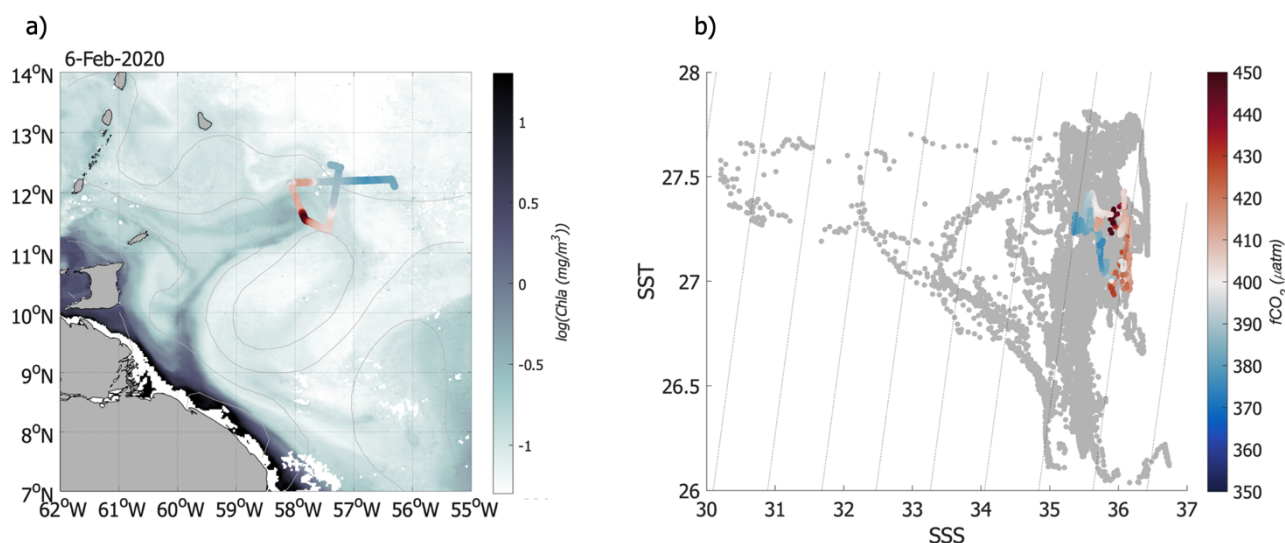 a)
6-Feb-2020
14°N
13°N
12°N
11°N
10°N
9°N
8°N
7°N
62°W 61°W 60°W 59°W 58°W 57°W 56°W 55°W
1
0.5
0
-0.5
-1
log(Chla (mg/m³))
b)
28
27.5
27
26.5
26
SST
30 31 32 33 34 35 36 37
SSS
450
440
430
420
410
400
390
380
370
360
350
fCO₂ (µatm)